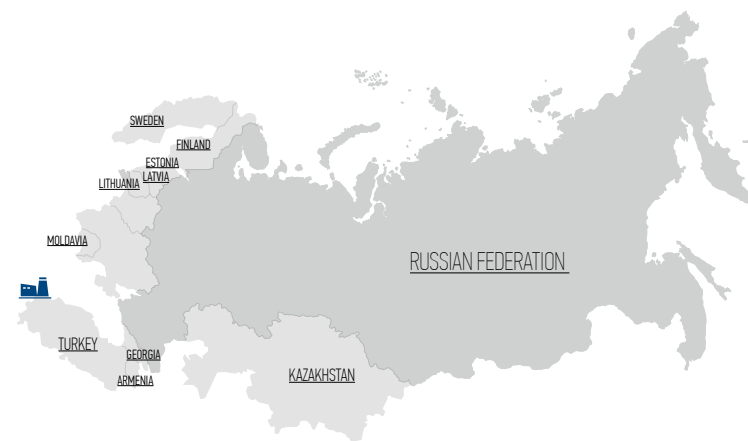 SWEDEN
FINLAND
ESTONIA
LATVIA
LITHUANIA
MOLDAVIA
RUSSIAN FEDERATION
TURKEY
GEORGIA
ARMENIA
KAZAKHSTAN